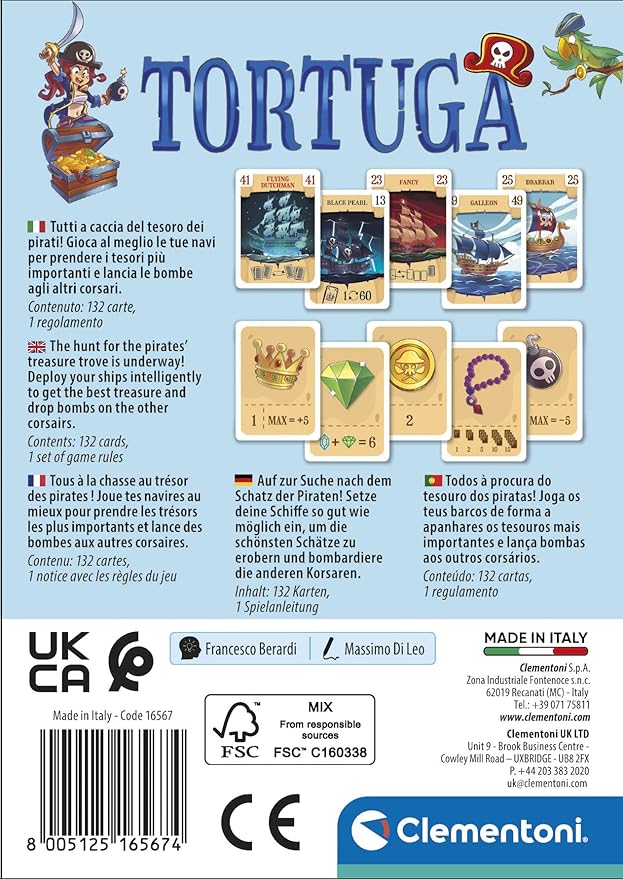 TORTUGA
41 FLYING DUTCHMAN 41
BLACK PEARL 13
1 60
23 FANCY 23
GALLEON 49
25 DRAKKAR 25
1 MAX = +5
+ = 6
2
1 2 5 10 15
MAX = -5
Tutti a caccia del tesoro dei
pirati! Gioca al meglio le tue navi
per prendere i tesori più
importanti e lancia le bombe
agli altri corsari.
Contenuto: 132 carte,
1 regolamento
The hunt for the pirates'
treasure trove is underway!
Deploy your ships intelligently
to get the best treasure and
drop bombs on the other
corsairs.
Contents: 132 cards,
1 set of game rules
Tous à la chasse au trésor
des pirates ! Joue tes navires au
mieux pour prendre les trésors
les plus importants et lance des
bombes aux autres corsaires.
Contenu : 132 cartes,
1 notice avec les règles du jeu
Auf zur Suche nach dem
Schatz der Piraten! Setze
deine Schiffe so gut wie
möglich ein, um die
schönsten Schätze zu
erobern und bombardiere
die anderen Korsaren.
Inhalt: 132 Karten,
1 Spielanleitung
Todos à procura do
tesouro dos piratas! Joga os
teus barcos de forma a
apanhares os tesouros mais
importantes e lança bombas
aos outros corsários.
Conteúdo: 132 cartas,
1 regulamento
UK
CA
Francesco Berardi
Massimo Di Leo
MADE IN ITALY
Clementoni S.p.A.
Zona Industriale Fontenoce s.n.c.
62019 Recanati (MC) - Italy
Tel.: +39 071 75811
www.clementoni.com
Clementoni UK LTD
Unit 9 - Brook Business Centre -
Cowley Mill Road – UXBRIDGE - UB8 2FX
P. +44 203 383 2020
uk@clementoni.com
Made in Italy - Code 16567
8 005125 165674
FSC
MIX
From responsible
sources
FSC™ C160338
CE
Clementoni®